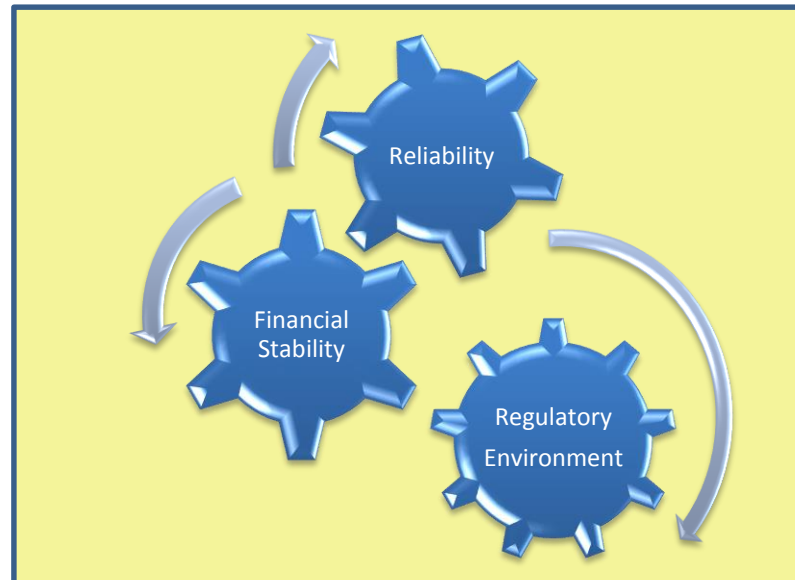 Reliability
Financial
Stability
Regulatory
Environment